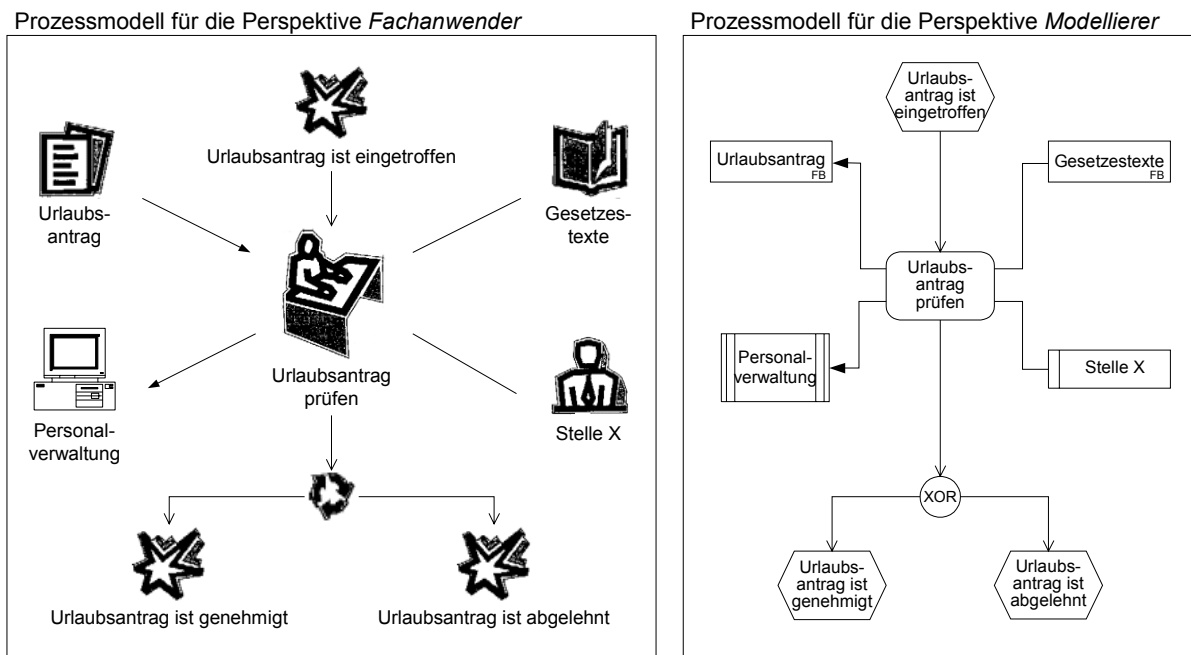 Prozessmodell für die Perspektive Fachanwender
Urlaubsantrag ist eingetroffen
Urlaubs-
antrag
Gesetzes-
texte
Urlaubsantrag
prüfen
Personal-
verwaltung
Stelle X
Urlaubsantrag ist genehmigt
Urlaubsantrag ist abgelehnt
Prozessmodell für die Perspektive Modellierer
Urlaubs-
antrag ist
eingetroffen
Urlaubsantrag
FB
Gesetzestexte
FB
Urlaubs-
antrag
prüfen
Personal-
verwaltung
Stelle X
XOR
Urlaubs-
antrag ist
genehmigt
Urlaubs-
antrag ist
abgelehnt